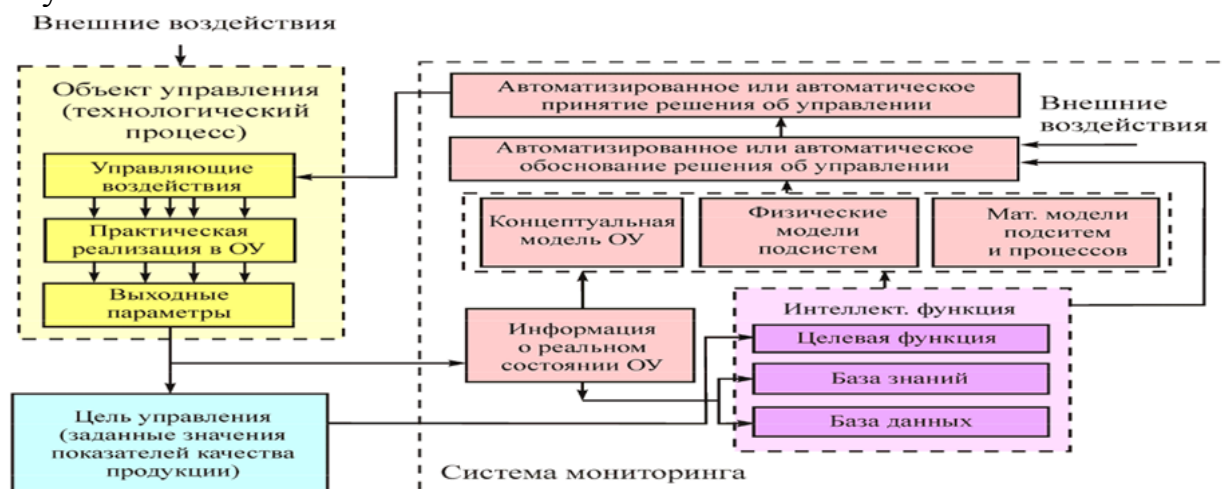 Внешние воздействия
Объект управления
(технологический
процесс)
Управляющие
воздействия
Практическая
реализация в ОУ
Выходные
параметры
Цель управления
(заданные значения
показателей качества
продукции)
Автоматизированное или автоматическое
принятие решения об управлении
Внешние
воздействия
Автоматизированное или автоматическое
обоснование решения об управлении
Концептуальная
модель ОУ
Физические
модели
подсистем
Мат. модели
подситем
и процессов
Информация
о реальном
состоянии ОУ
Интеллект. функция
Целевая функция
База знаний
База данных
Система мониторинга